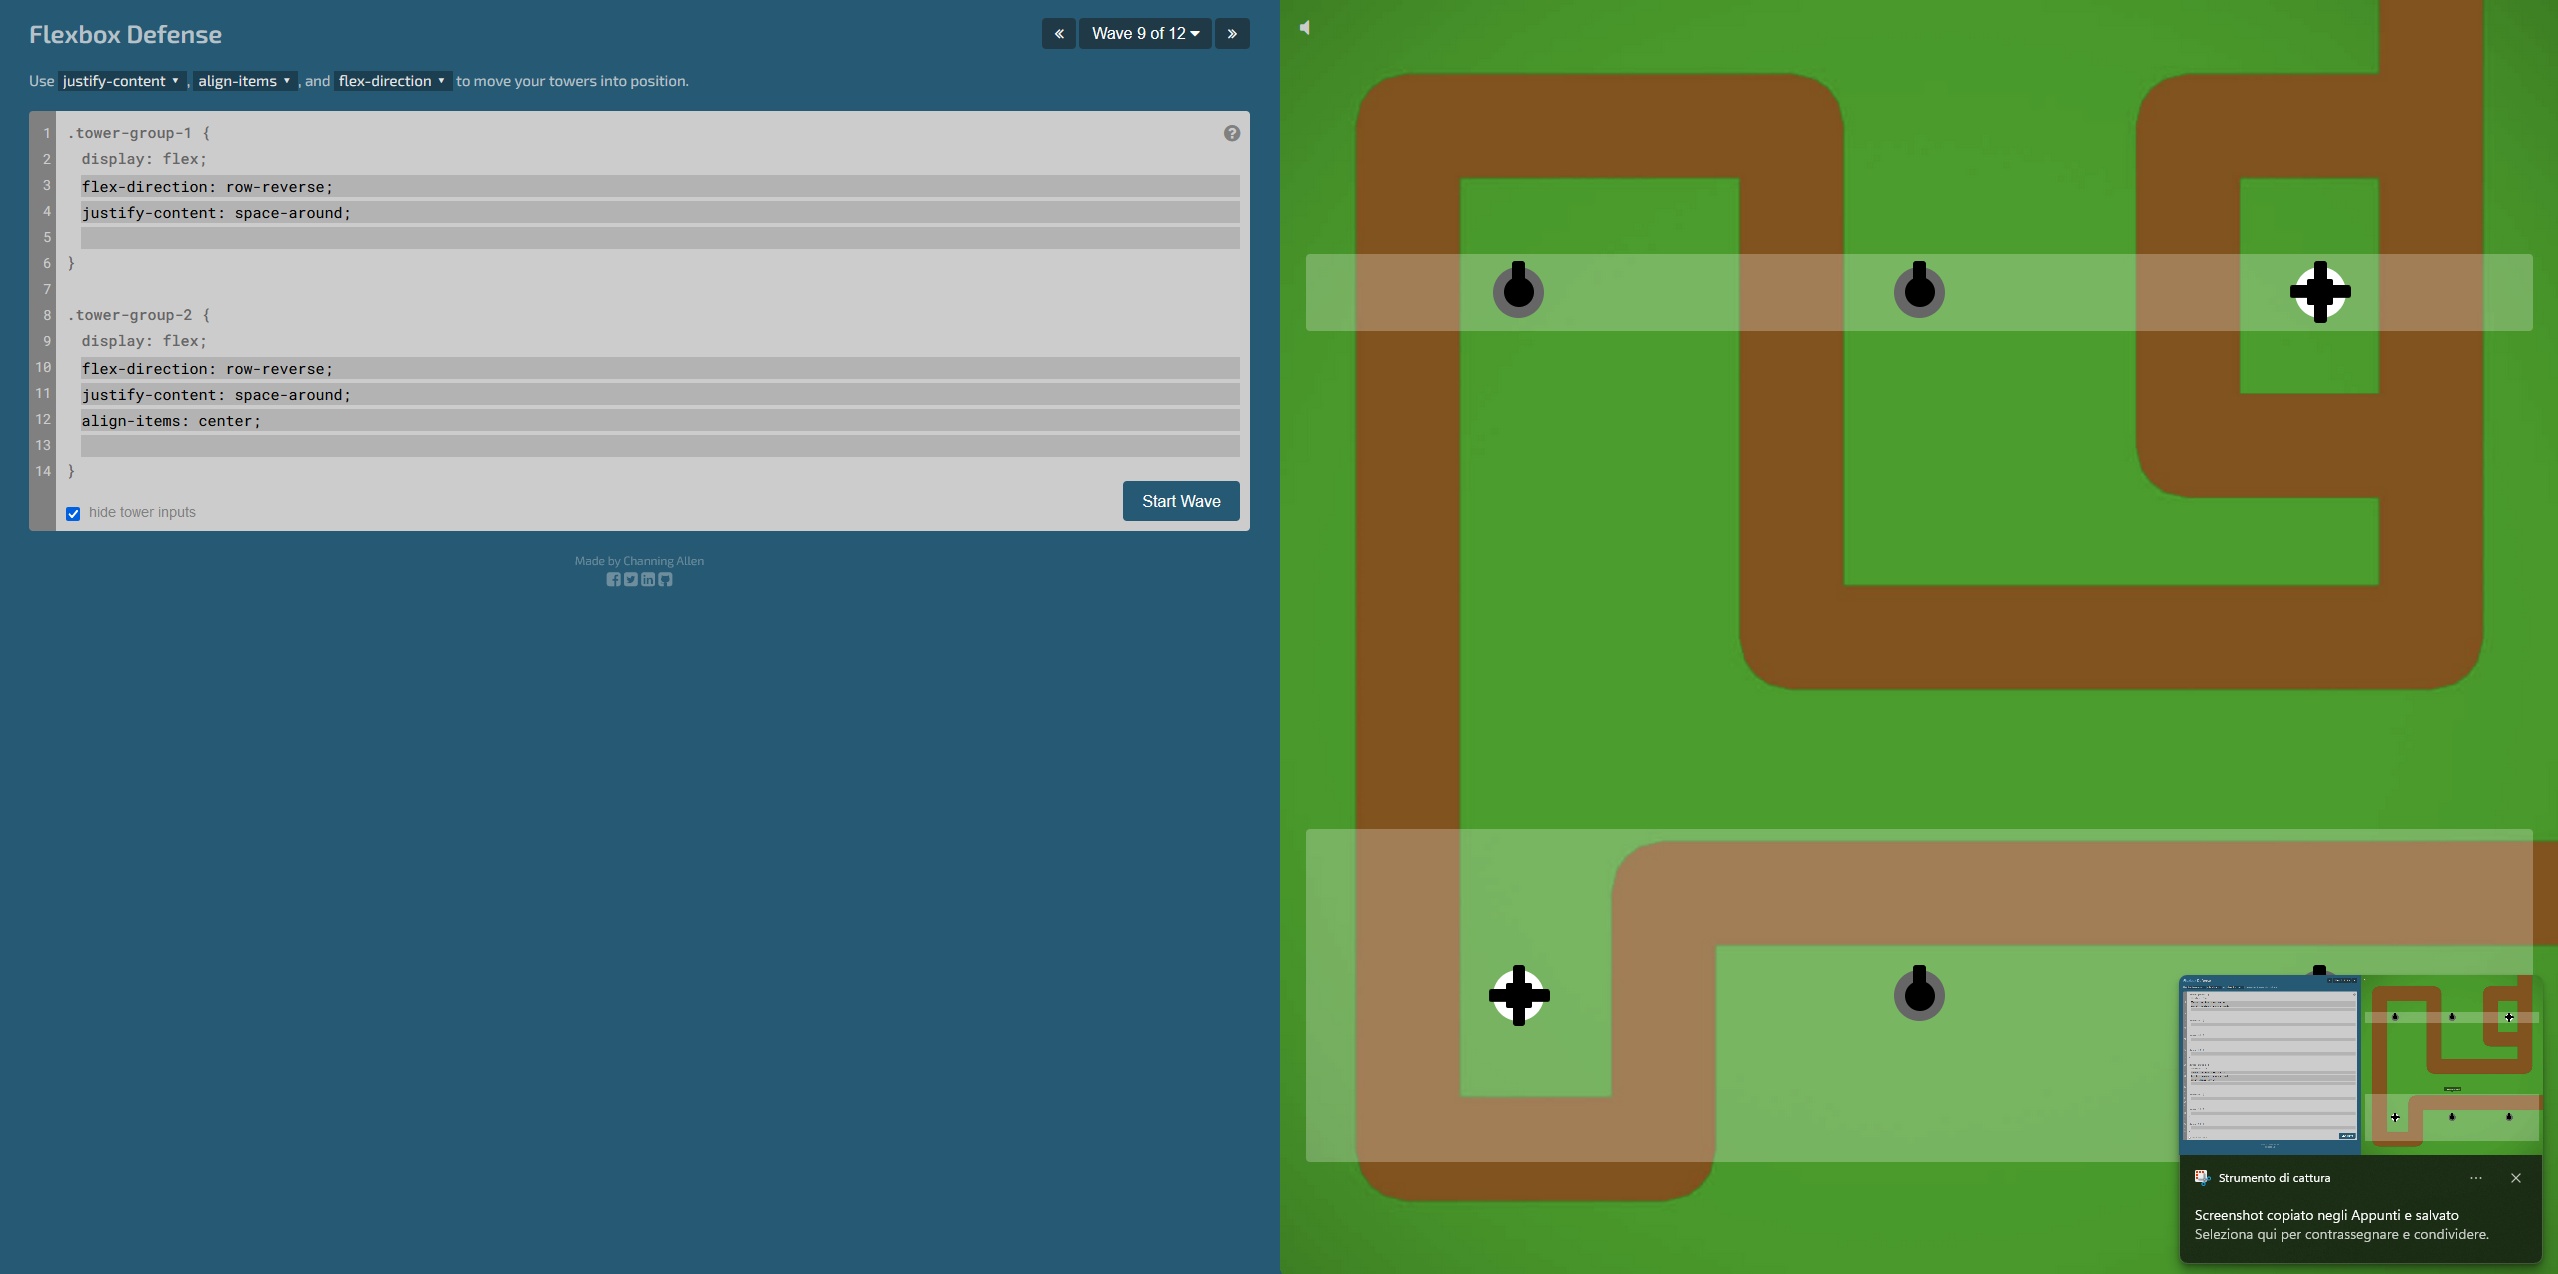 Flexbox Defense
« Wave 9 of 12 »
Use justify-content , align-items , and flex-direction to move your towers into position.
1 .tower-group-1 {
2 display: flex;
3 flex-direction: row-reverse;
4 justify-content: space-around;
5
6 }
7
8 .tower-group-2 {
9 display: flex;
10 flex-direction: row-reverse;
11 justify-content: space-around;
12 align-items: center;
13
14 }
hide tower inputs
Start Wave
Made by Channing Allen
Strumento di cattura
Screenshot copiato negli Appunti e salvato
Seleziona qui per contrassegnare e condividere.